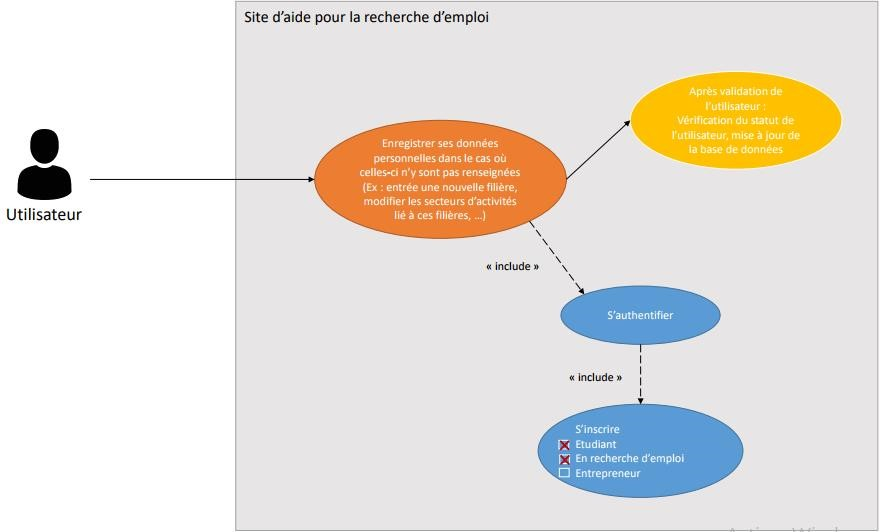 Site d'aide pour la recherche d'emploi
Après validation de
l'utilisateur :
Vérification du statut de
l'utilisateur, mise à jour de
la base de données
Enregistrer ses données
personnelles dans le cas où
celles-ci n'y sont pas renseignées
(Ex : entrée une nouvelle filière,
modifier les secteurs d'activités
lié à ces filières, ...)
Utilisateur
« include »
S'authentifier
« include »
S'inscrire
Etudiant
En recherche d'emploi
Entrepreneur